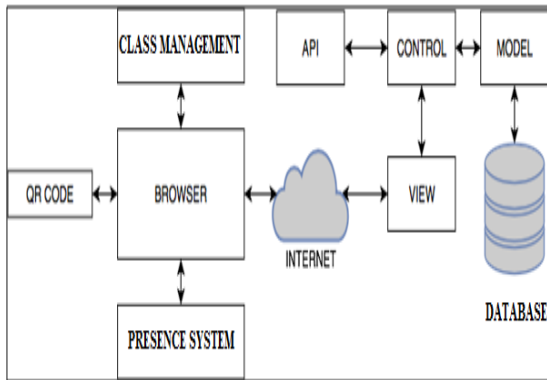 CLASS MANAGEMENT
API
CONTROL
MODEL
QR CODE
BROWSER
VIEW
INTERNET
PRESENCE SYSTEM
DATABASE